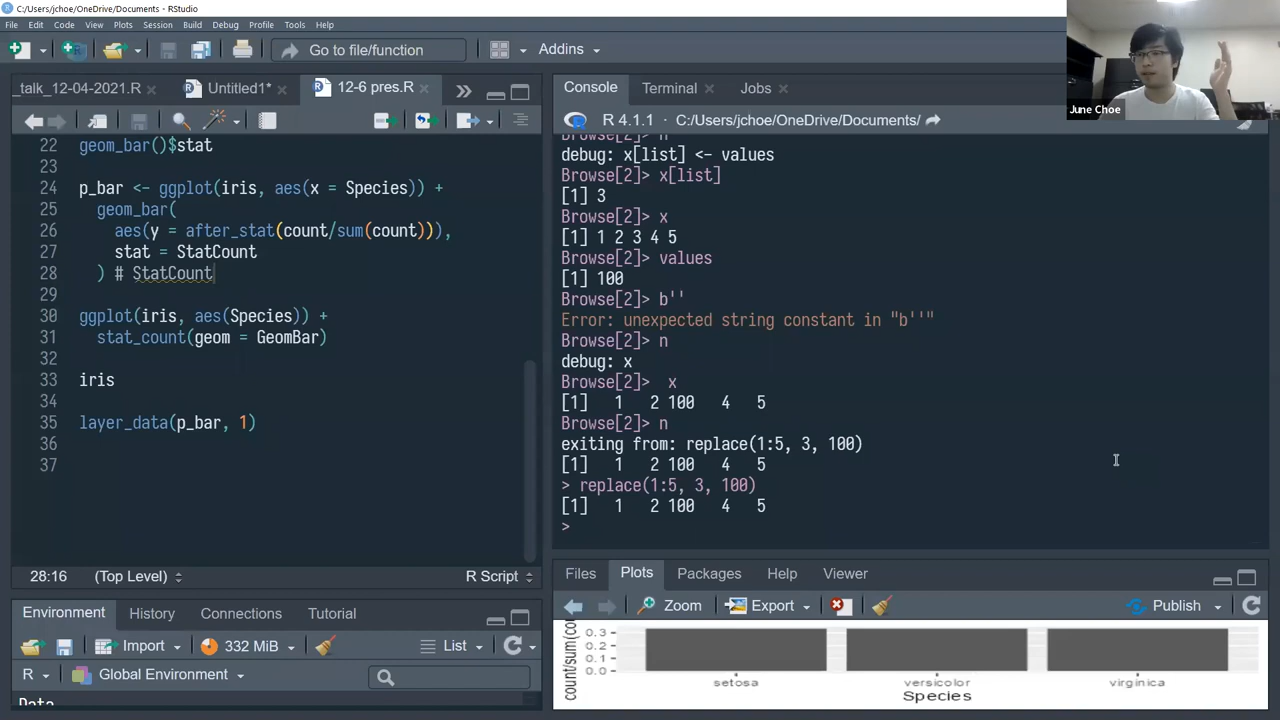 C:/Users/jchoe/OneDrive/Documents - RStudio
File Edit Code View Plots Session Build Debug Profile Tools Help
Go to file/function
Addins
June Choe
_talk_12-04-2021.R
Untitled1*
12-6 pres.R
22 geom_bar()$stat
23
24 p_bar <- ggplot(iris, aes(x = Species)) +
25   geom_bar(
26     aes(y = after_stat(count/sum(count))),
27     stat = StatCount
28   ) # StatCount
29
30 ggplot(iris, aes(Species)) +
31   stat_count(geom = GeomBar)
32
33 iris
34
35 layer_data(p_bar, 1)
36
37
28:16 (Top Level) R Script
Console Terminal Jobs
R 4.1.1 · C:/Users/jchoe/OneDrive/Documents/
Browse[2]> n
debug: x[list] <- values
Browse[2]> x[list]
[1] 3
Browse[2]> x
[1] 1 2 3 4 5
Browse[2]> values
[1] 100
Browse[2]> b''
Error: unexpected string constant in "b''"
Browse[2]> n
debug: x
Browse[2]>  x
[1]   1   2 100   4   5
Browse[2]> n
exiting from: replace(1:5, 3, 100)
[1]   1   2 100   4   5
> replace(1:5, 3, 100)
[1]   1   2 100   4   5
>
Environment History Connections Tutorial
Import 332 MiB List
R Global Environment
Data
Files Plots Packages Help Viewer
Zoom Export Publish
count/sum(co
0.3
0.2
0.1
0.0
setosa versicolor virginica
Species